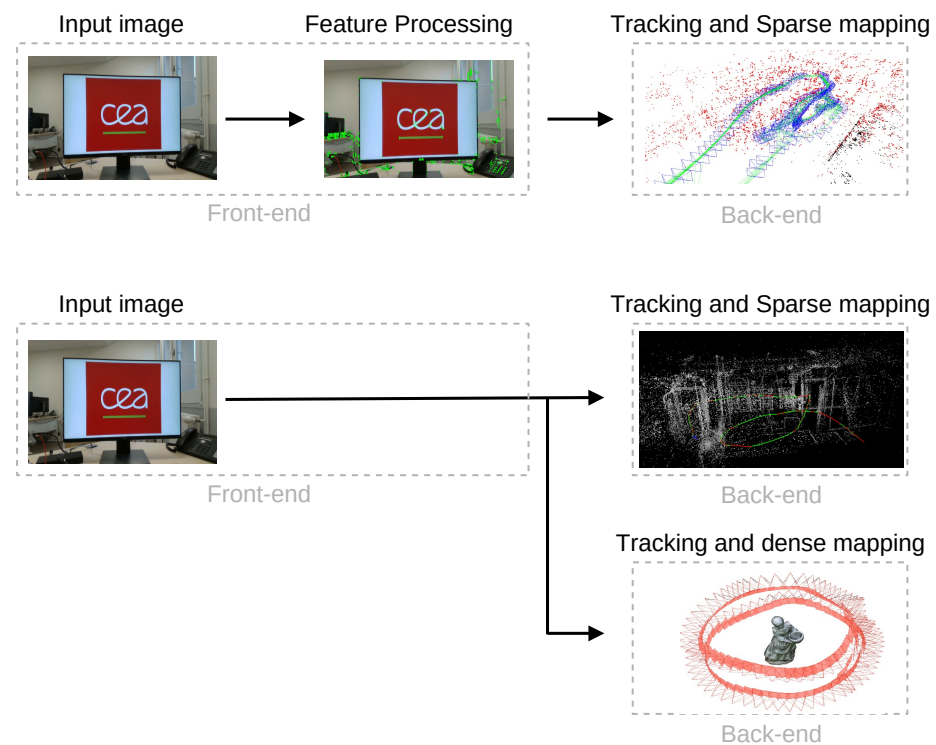 Input image
Feature Processing
Tracking and Sparse mapping
cea
cea
Front-end
Back-end
Input image
Tracking and Sparse mapping
cea
Front-end
Back-end
Tracking and dense mapping
Back-end